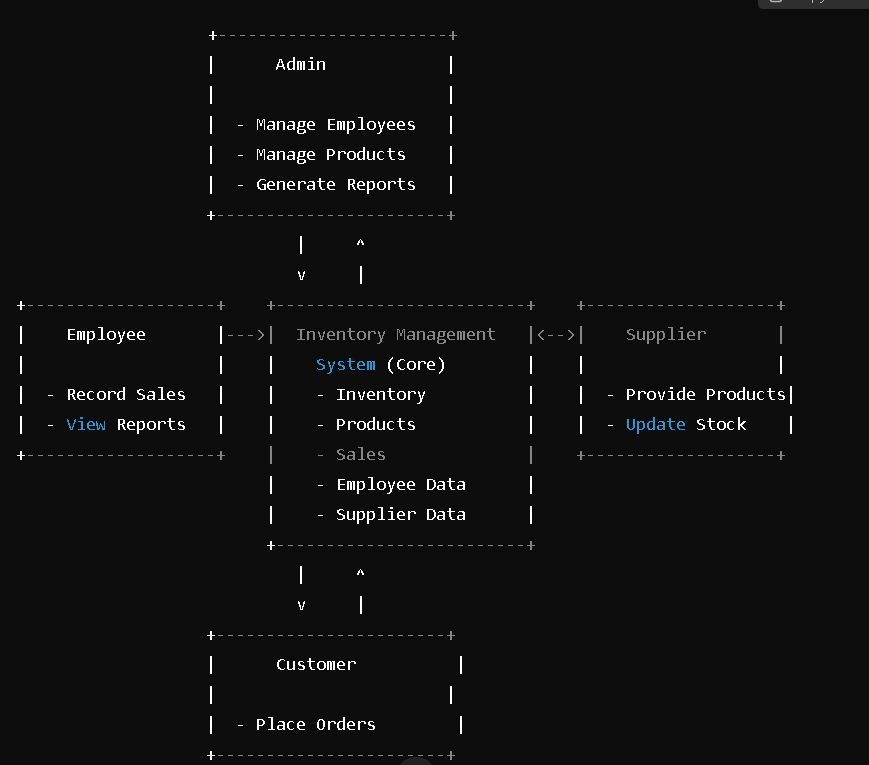 +-----------------------+
|      Admin            |
|                       |
|  - Manage Employees   |
|  - Manage Products    |
|  - Generate Reports   |
+-----------------------+
         |     ^
         v     |
+-------------------+    +-------------------------+    +-------------------+
|    Employee       |--->|  Inventory Management   |<-->|    Supplier       |
|                   |    |    System (Core)        |    |                   |
|  - Record Sales   |    |    - Inventory          |    |  - Provide Products|
|  - View Reports   |    |    - Products           |    |  - Update Stock    |
+-------------------+    |    - Sales              |    +-------------------+
                         |    - Employee Data      |
                         |    - Supplier Data      |
                         +-------------------------+
         |     ^
         v     |
+-----------------------+
|      Customer          |
|                       |
|  - Place Orders        |
+-----------------------+